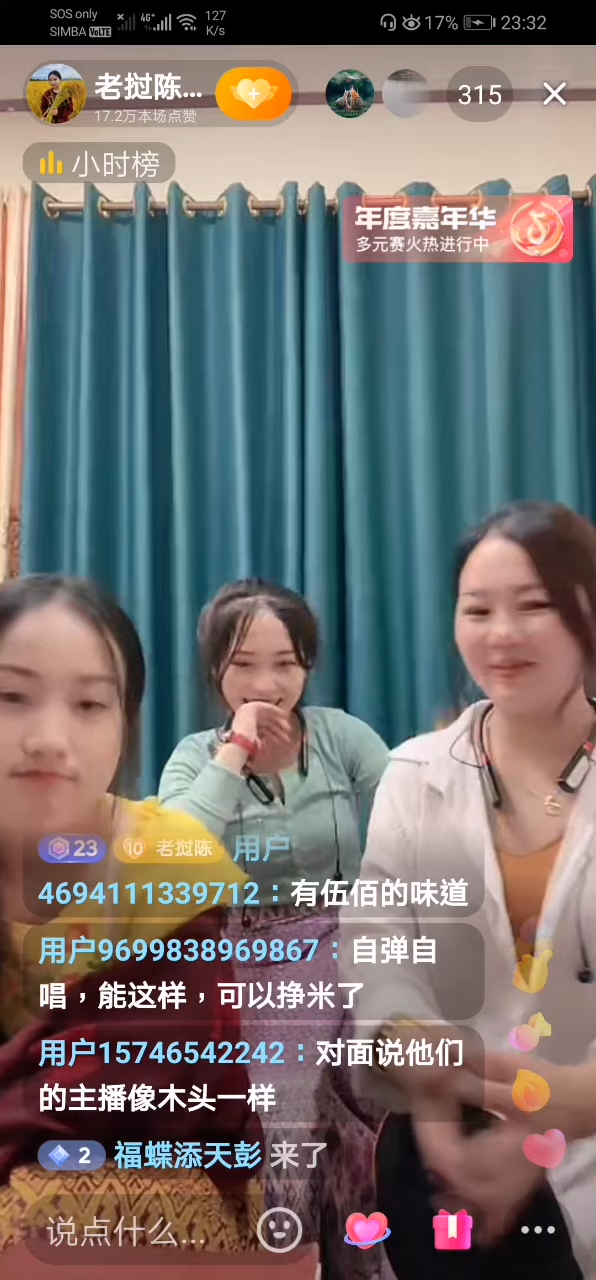 SOS only
SIMBA VoLTE
4G+
127
K/s
17%
23:32
老挝陈...
17.2万本场点赞
315
小时榜
年度嘉年华
多元赛火热进行中
23 10 老挝陈 用户
4694111339712：有伍佰的味道
用户9699838969867：自弹自
唱，能这样，可以挣米了
用户15746542242：对面说他们
的主播像木头一样
2 福蝶添天彭 来了
说点什么...